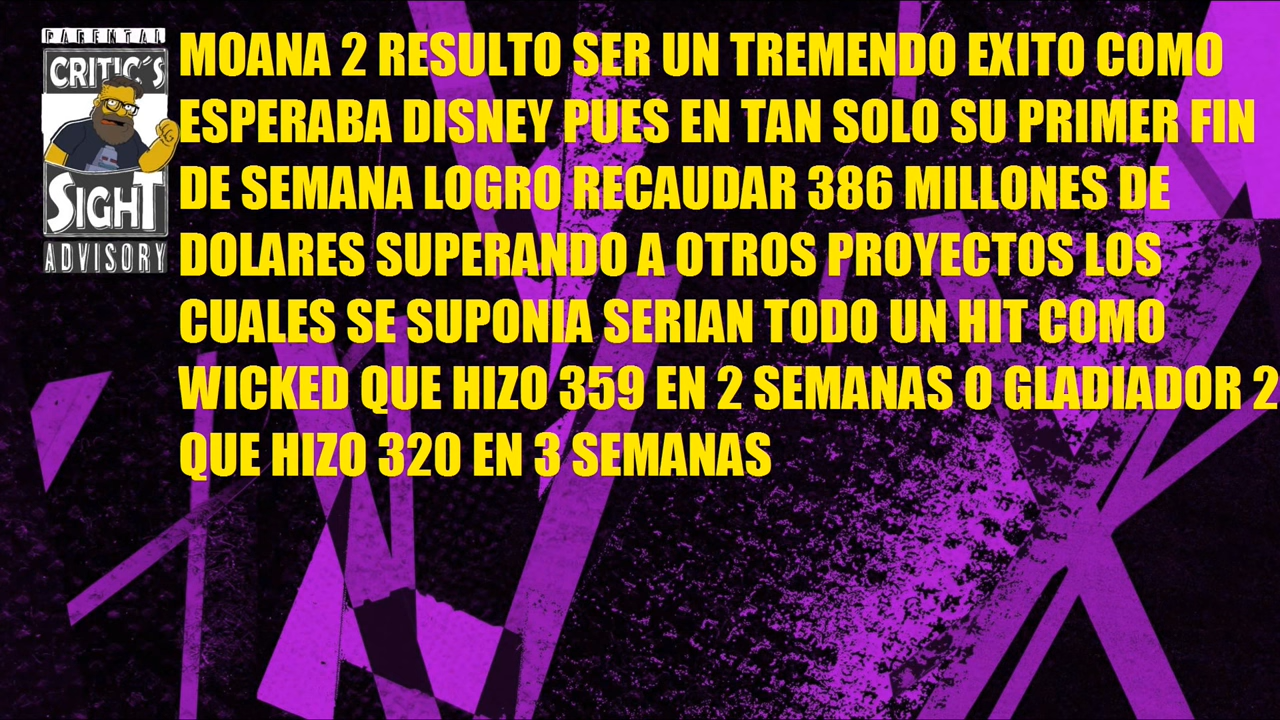 PARENTAL
CRITIC´S
SIGHT
ADVISORY
MOANA 2 RESULTO SER UN TREMENDO EXITO COMO
ESPERABA DISNEY PUES EN TAN SOLO SU PRIMER FIN
DE SEMANA LOGRO RECAUDAR 386 MILLONES DE
DOLARES SUPERANDO A OTROS PROYECTOS LOS
CUALES SE SUPONIA SERIAN TODO UN HIT COMO
WICKED QUE HIZO 359 EN 2 SEMANAS O GLADIADOR 2
QUE HIZO 320 EN 3 SEMANAS